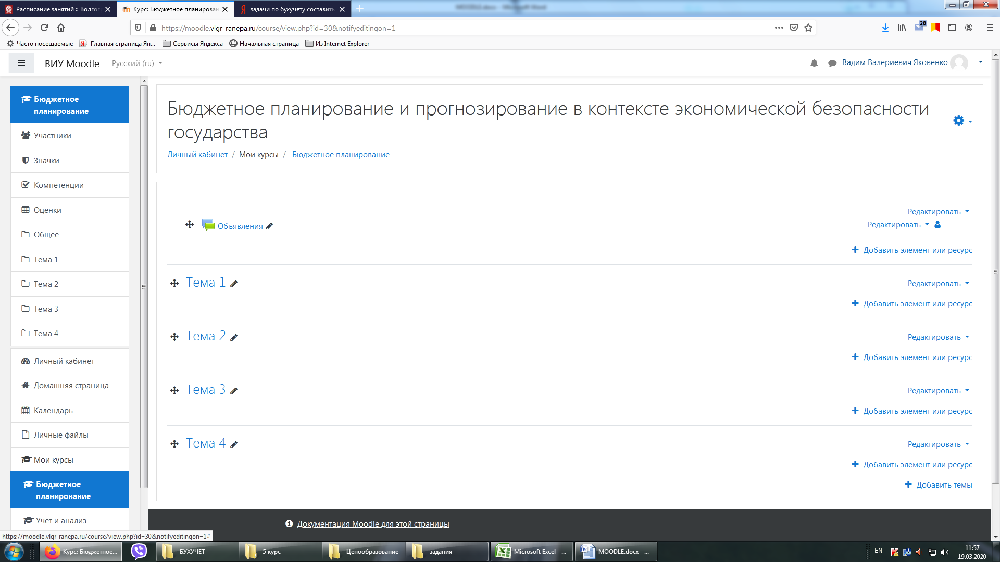 Расписание занятий :: Волгогр
Курс: Бюджетное планирован
задачи по бухучету составить
MOODLE.docx - Microsoft Word
https://moodle.vlgr-ranepa.ru/course/view.php?id=30&notifyeditingon=1
28
Часто посещаемые
Главная страница Ян...
Сервисы Яндекса
Начальная страница
Из Internet Explorer
ВИУ Moodle
Русский (ru)
Вадим Валериевич Яковенко
Бюджетное
планирование
Участники
Значки
Компетенции
Оценки
Общее
Тема 1
Тема 2
Тема 3
Тема 4
Личный кабинет
Домашняя страница
Календарь
Личные файлы
Мои курсы
Бюджетное
планирование
Учет и анализ
Бюджетное планирование и прогнозирование в контексте экономической безопасности
государства
Личный кабинет / Мои курсы / Бюджетное планирование
Редактировать
Объявления
Редактировать
Добавить элемент или ресурс
Тема 1
Редактировать
Добавить элемент или ресурс
Тема 2
Редактировать
Добавить элемент или ресурс
Тема 3
Редактировать
Добавить элемент или ресурс
Тема 4
Редактировать
Добавить элемент или ресурс
Добавить темы
Документация Moodle для этой страницы
https://moodle.vlgr-ranepa.ru/course/view.php?id=30&notifyeditingon=1#
Курс: Бюджетное...
БУХУЧЕТ
5 курс
Ценообразование
задания
Microsoft Excel - ...
MOODLE.docx - ...
EN
11:57
19.03.2020